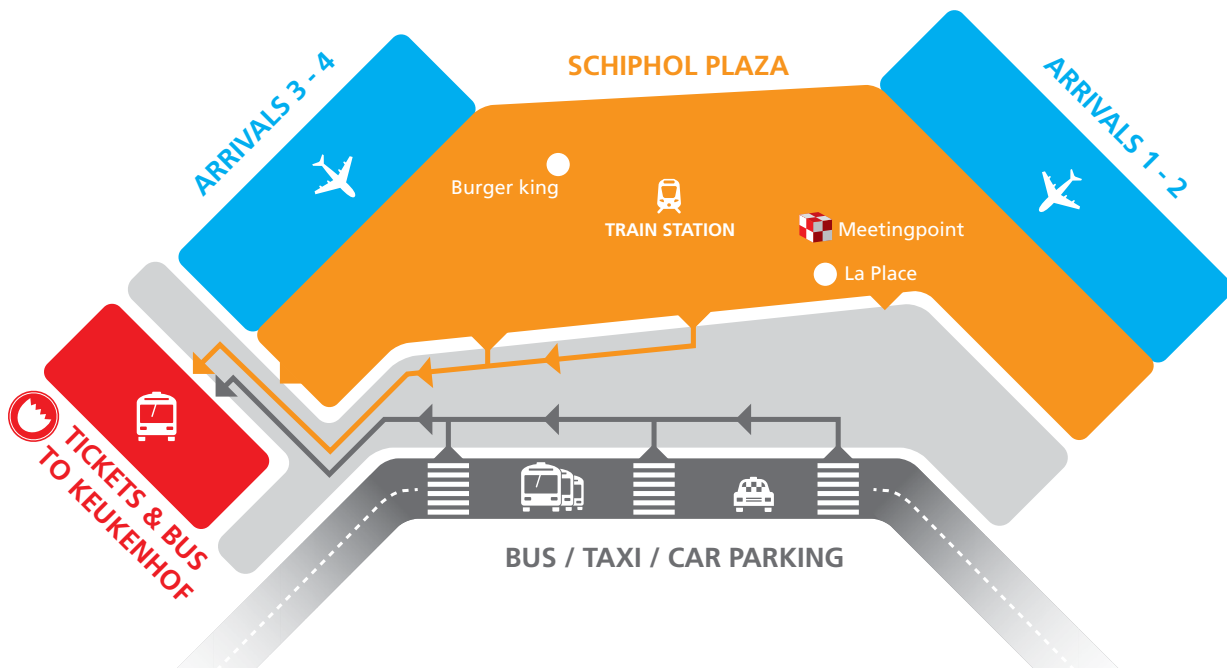 SCHIPHOL PLAZA
ARRIVALS 3 - 4
ARRIVALS 1 - 2
Burger king
TRAIN STATION
Meetingpoint
La Place
TICKETS & BUS
TO KEUKENHOF
BUS / TAXI / CAR PARKING